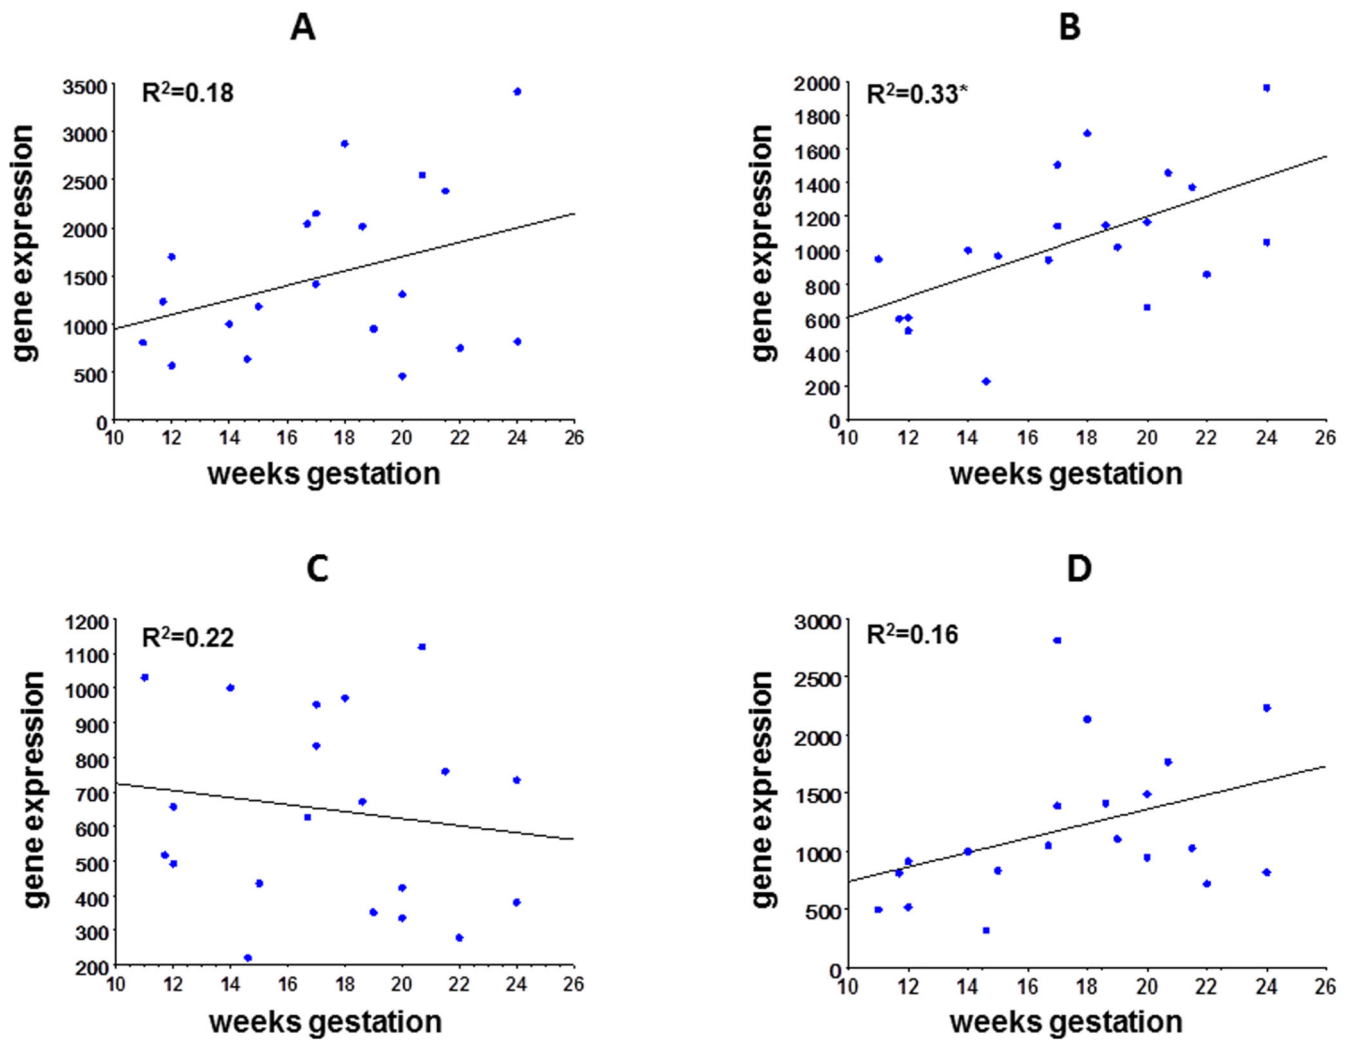 A
R²=0.18
gene expression
3500
3000
2500
2000
1500
1000
500
0
10 12 14 16 18 20 22 24 26
weeks gestation
B
R²=0.33*
gene expression
2000
1800
1600
1400
1200
1000
800
600
400
200
0
10 12 14 16 18 20 22 24 26
weeks gestation
C
R²=0.22
gene expression
1200
1100
1000
900
800
700
600
500
400
300
200
10 12 14 16 18 20 22 24 26
weeks gestation
D
R²=0.16
gene expression
3000
2500
2000
1500
1000
500
0
10 12 14 16 18 20 22 24 26
weeks gestation